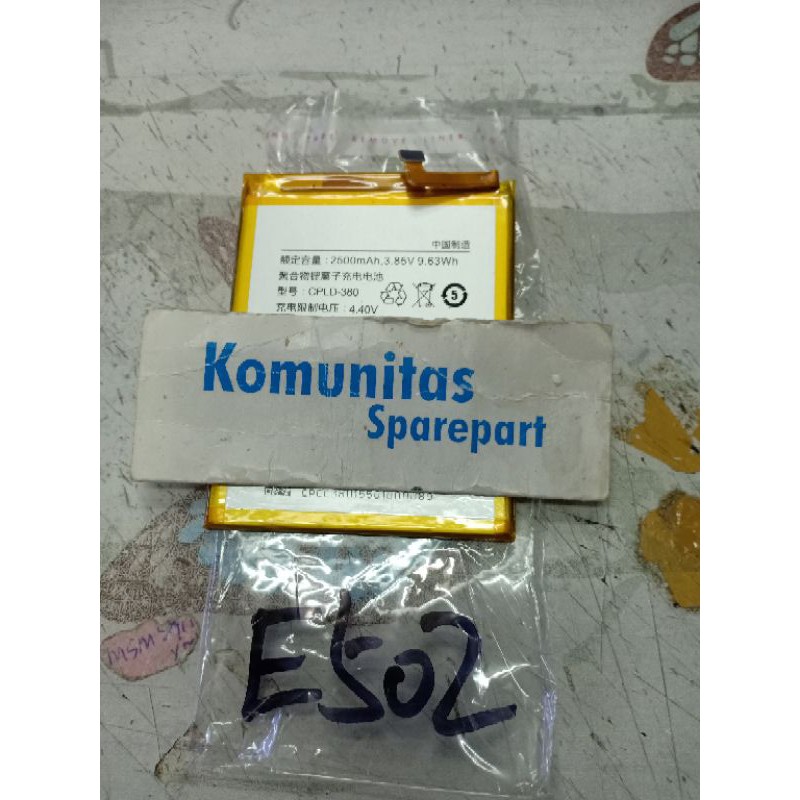 中国制造
额定容量:2500mAh,3.85V 9.63Wh
聚合物锂离子充电电池
型号:CPLD-380
5
充电限制电压:4.40V
Komunitas
Sparepart
E502